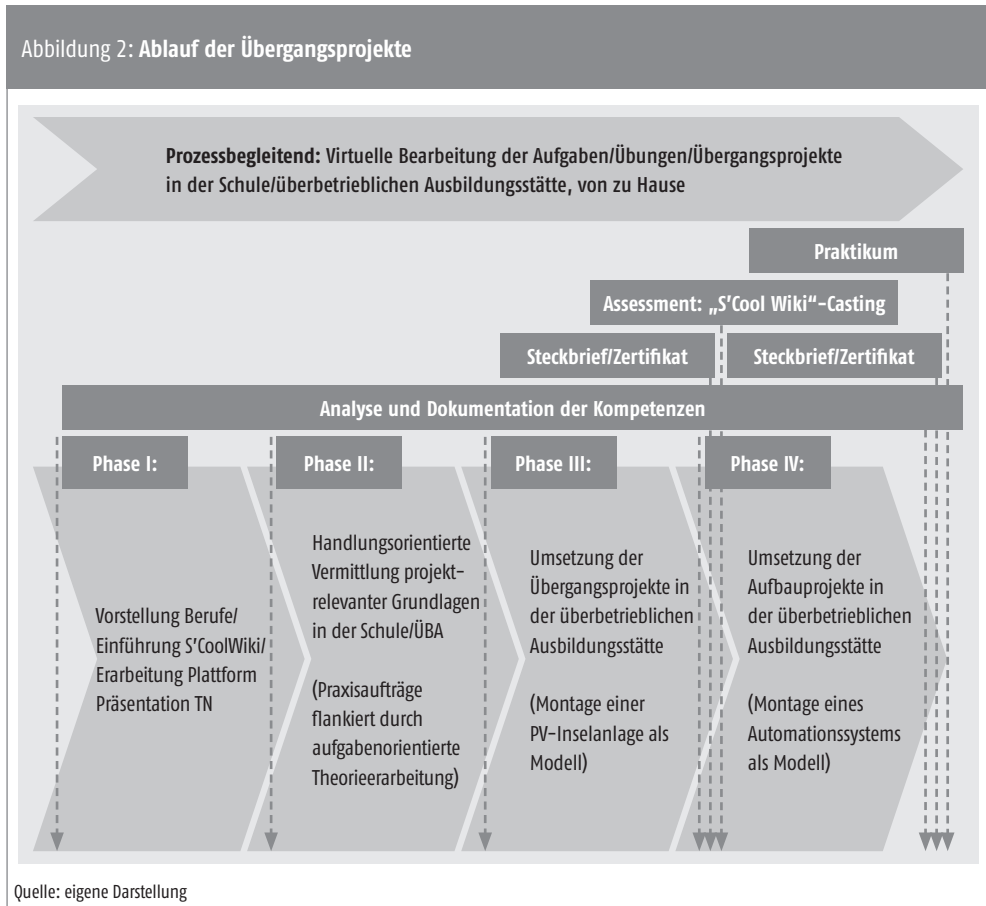 Abbildung 2: Ablauf der Übergangsprojekte
Prozessbegleitend: Virtuelle Bearbeitung der Aufgaben/Übungen/Übergangsprojekte
in der Schule/überbetrieblichen Ausbildungsstätte, von zu Hause
Praktikum
Assessment: „S’Cool Wiki“-Casting
Steckbrief/Zertifikat
Steckbrief/Zertifikat
Analyse und Dokumentation der Kompetenzen
Phase I:
Vorstellung Berufe/
Einführung S’CoolWiki/
Erarbeitung Plattform
Präsentation TN
Phase II:
Handlungsorientierte
Vermittlung projekt-
relevanter Grundlagen
in der Schule/ÜBA
(Praxisaufträge
flankiert durch
aufgabenorientierte
Theorieerarbeitung)
Phase III:
Umsetzung der
Übergangsprojekte in
der überbetrieblichen
Ausbildungsstätte
(Montage einer
PV-Inselanlage als
Modell)
Phase IV:
Umsetzung der
Aufbauprojekte in
der überbetrieblichen
Ausbildungsstätte
(Montage eines
Automationssystems
als Modell)
Quelle: eigene Darstellung